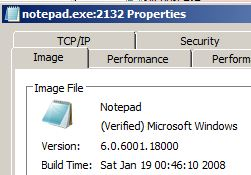 notepad.exe:2132 Properties
TCP/IP Security
Image Performance Perform
Image File
Notepad
(Verified) Microsoft Windows
Version: 6.0.6001.18000
Build Time: Sat Jan 19 00:46:10 2008